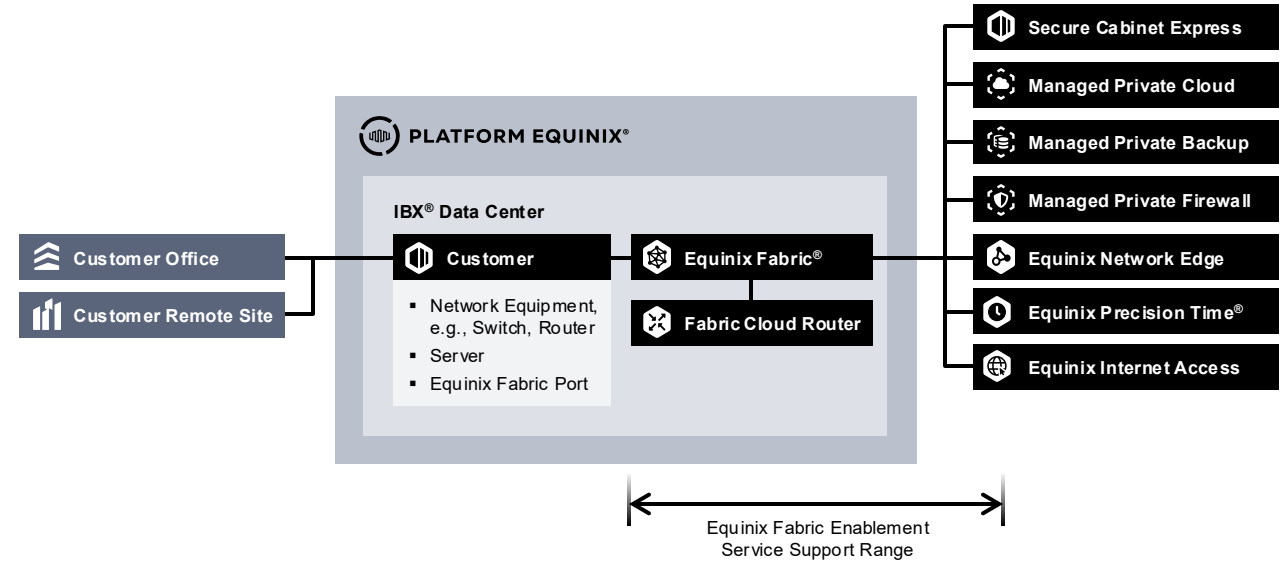 Secure Cabinet Express
Managed Private Cloud
PLATFORM EQUINIX®
Managed Private Backup
IBX® Data Center
Managed Private Firewall
Customer Office
Customer
Equinix Fabric®
Equinix Network Edge
Customer Remote Site
▪ Network Equipment,
e.g., Switch, Router
▪ Server
▪ Equinix Fabric Port
Fabric Cloud Router
Equinix Precision Time®
Equinix Internet Access
Equinix Fabric Enablement
Service Support Range